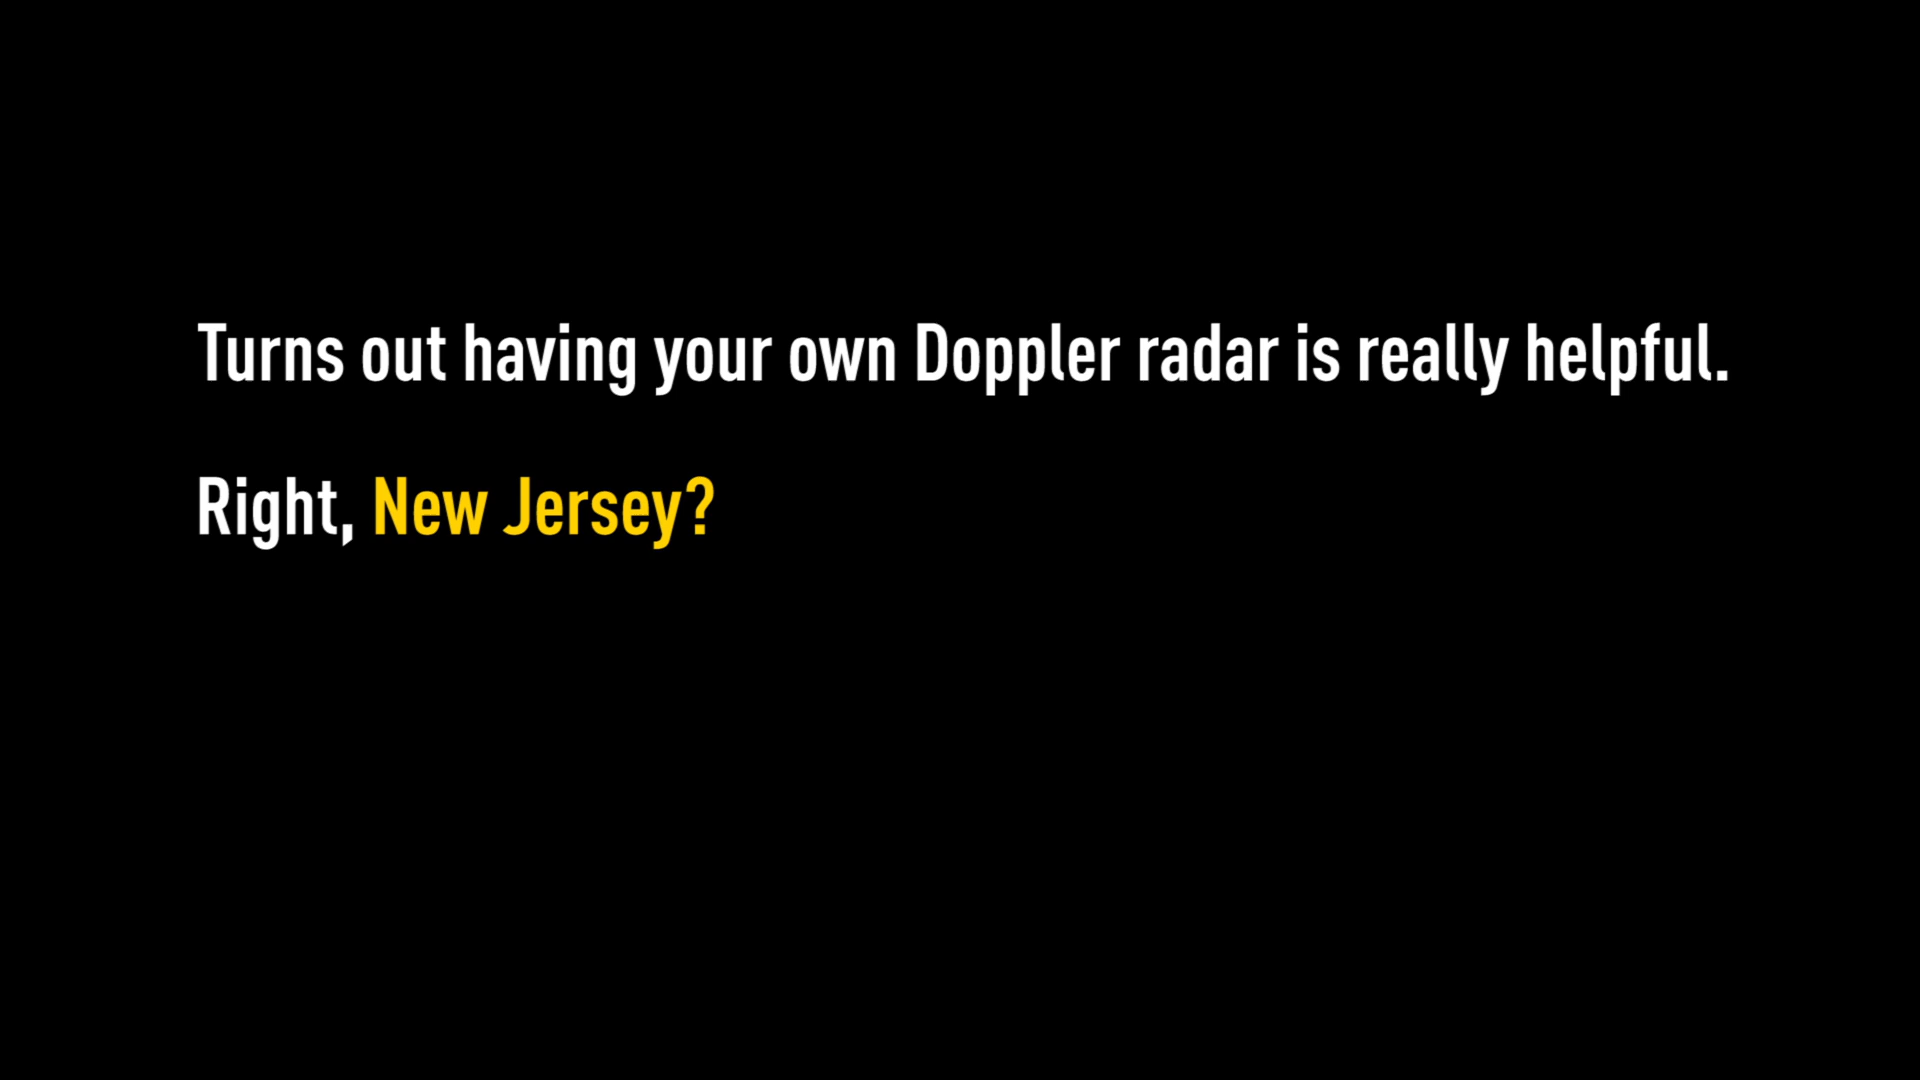 Turns out having your own Doppler radar is really helpful.
Right, New Jersey?